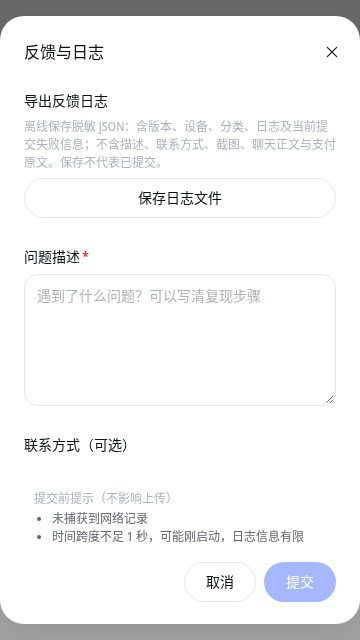 反馈与日志
导出反馈日志
离线保存脱敏 JSON：含版本、设备、分类、日志及当前提
交失败信息；不含描述、联系方式、截图、聊天正文与支付
原文。保存不代表已提交。
保存日志文件
问题描述*
遇到了什么问题？可以写清复现步骤
联系方式（可选）
提交前提示（不影响上传）
• 未捕获到网络记录
• 时间跨度不足 1 秒，可能刚启动，日志信息有限
取消
提交